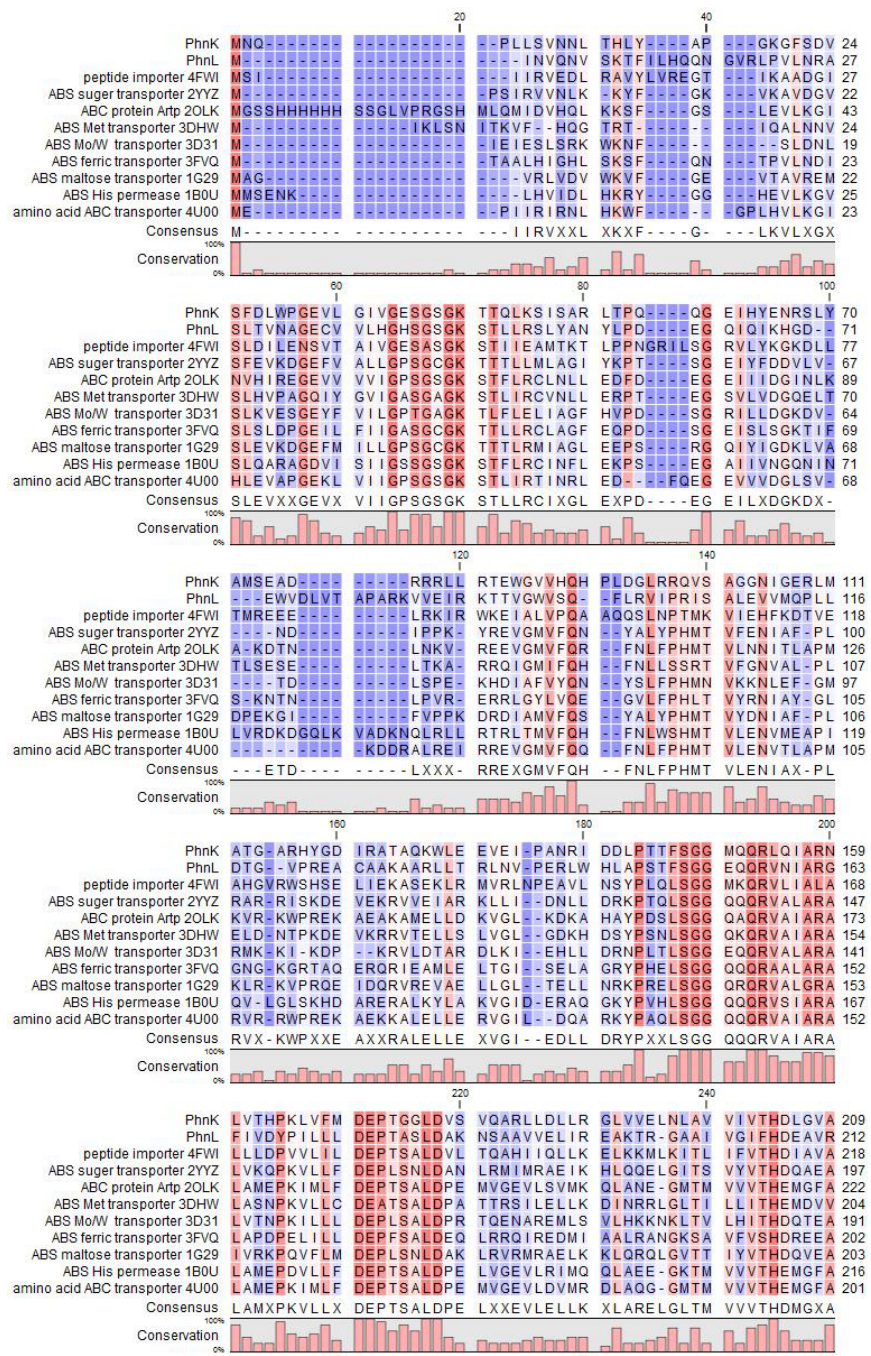 20 40
PhnK MNQ------- ---------- --PLLSVNNL THLY----AP ---GKGFSDV 24
PhnL M--------- ---------- ----INVQNV SKTFILHQQN GVRLPVLNRA 27
peptide importer 4FWI MSI------- ---------- ---IRVEDL RAVYLVREGT ---IKAADGI 27
ABS suger transporter 2YYZ M--------- ---------- --PSIRVVNL K-KYF---GK ---VKAVDGV 22
ABC protein Artp 2OLK MGSSHHHHHH SSGLVPRGSH MLQMIDVHQL KKSF----GS ---LEVLKGI 43
ABS Met transporter 3DHW M--------- -----IKLSN ITKVF--HQG TRT------- ---IQALNNV 24
ABS Mo/W transporter 3D31 M--------- ---------- --IEIESLSR KWKNF----- ----SLDNL 19
ABS ferric transporter 3FVQ M--------- ---------- --TAALHIGHL SKSF----QN ---TPVLNDI 23
ABS maltose transporter 1G29 MAG------- ---------- ----VRLVDV WKVF----GE ---VTAVREM 22
ABS His permease 1B0U MMSENK---- ---------- ----LHVIDL HKRY----GG ---HEVLKGV 25
amino acid ABC transporter 4U00 ME-------- ---------- --PIIRIRNL HKWF------ -GPLHVLKGI 23
Consensus M--------- ---------- ---IIRVXXL XKXF----G- ---LKVLXGX
100%
Conservation
0%
60 80 100
PhnK SFDLWPGEVL GIVGESGSGK TTQLKSISAR LTPQ----QG EIHYENRSLY 70
PhnL SLTVNAGECV VLHGHSGSGK STLLRSLYAN YLPD----EG QIQIKHGD-- 71
peptide importer 4FWI SLDILENSVT AIVGESASGK STIIEAMTKT LPPNGRILSG RVLYKGKDLL 77
ABS suger transporter 2YYZ SFEVKDGEFV ALLGPSGCGK TTTLLMLAGI YKPT----SG EIYFDDVLV- 67
ABC protein Artp 2OLK NVHIREGEVV VVIGPSGSGK STFLRCLNLL EDFD----EG EIIIDGINLK 89
ABS Met transporter 3DHW SLHVPAGQIY GVIGASGAGK STLIRCVNLL ERPT----EG SVLVDGQELT 70
ABS Mo/W transporter 3D31 SLKVESGEYF VILGPTGAGK TLFLELIAGF HVPD----SG RILLDGKDV- 64
ABS ferric transporter 3FVQ SLSLDPGEIL FIIGASGCGK TTLLRCLAGF EQPD----SG EISLSGKTIF 69
ABS maltose transporter 1G29 SLEVKDGEFM ILLGPSGCGK TTTLRMIAGL EEPS----RG QIYIGDKLVA 68
ABS His permease 1B0U SLQARAGDVI SIIGSSGSGK STFLRCINFL EKPS----EG AIIVNGQNIN 71
amino acid ABC transporter 4U00 HLEVAPGEKL VIIGPSGSGK STLIRTINRL ED--FQEG EVVVDGLSV- 68
Consensus SLEVXXGEVX VIIGPSGSGK STLLRCIXGL EXPD----EG EILXDGKDX-
100%
Conservation
0%
120 140
PhnK AMSEAD---- -----RRRLL RTEWGVVHQH PLDGLRRQVS AGGNIGERLM 111
PhnL ---EWVDLVT APARKVVEIR KTTVGWVSQ- -FLRVIPRIS ALEVVMQPLL 116
peptide importer 4FWI TMREEE---- -----LRKIR WKEIALVPQA AQQSLNPTMK VIEHFKDTVE 118
ABS suger transporter 2YYZ ----ND---- -----IPPK- YREVGMVFQN --YALYPHMT VFENIAF-PL 100
ABC protein Artp 2OLK A-KDTN---- -----LNKV- REEVGMVFQR --FNLFPHMT VLNNITLAPM 126
ABS Met transporter 3DHW TLSESE---- -----LTKA- RRQIGMIFQH --FNLLSSRT VFGNVAL-PL 107
ABS Mo/W transporter 3D31 ----TD---- -----LSPE- KHDIAFVYQN --YSLFPHMN VKKNLEF-GM 97
ABS ferric transporter 3FVQ S-KNTN---- -----LPVR- ERRLGYLVQE --GVLFPHLT VYRNIAY-GL 105
ABS maltose transporter 1G29 DPEKGI---- -----FVPPK DRDIAMVFQS --YALYPHMT VYDNIAF-PL 106
ABS His permease 1B0U LVRDKDGQLK VADKNQLRLL RTRLTMVFQH --FNLWSHMT VLENVMEAPI 119
amino acid ABC transporter 4U00 ---------- -KDDRALREI RREVGMVFQQ --FNLFPHMT VLENVTLAPM 105
Consensus ---ETD---- -----LXXX- RREXGMVFQH --FNLFPHMT VLENIAX-PL
100%
Conservation
0%
160 180 200
PhnK ATG-ARHYGD IRATAQKWLE EVEI-PANRI DDLPTTFSGG MQQRLQIARN 159
PhnL DTG--VPREA CAAKAARLLT RLNV-PERLW HLAPSTFSGG EQQRVNIARG 163
peptide importer 4FWI AHGVRWSHSE LIEKASEKLR MVRLNPEAVL NSYPLQLSGG MKQRVLIALA 168
ABS suger transporter 2YYZ RAR-RISKDE VEKRVVEIAR KLLI--DNLL DRKPTQLSGG QQQRVALARA 147
ABC protein Artp 2OLK KVR-KWPREK AEAKAMELLD KVGL--KDKA HAYPDSLSGG QAQRVAIARA 173
ABS Met transporter 3DHW ELD-NTPKDE VKRRVTELLS LVGL--GDKH DSYPSNLSGG QKQRVAIARA 154
ABS Mo/W transporter 3D31 RMK-KI-KDP --KRVLDTAR DLKI--EHLL DRNPLTLSGG EQQRVALARA 141
ABS ferric transporter 3FVQ GNG-KGRTAQ ERQRIEAMLE LTGI--SELA GRYPHELSGG QQQRAALARA 152
ABS maltose transporter 1G29 KLR-KVPRQE IDQRVREVAE LLGL--TELL NRKPRELSGG QRQRVALGRA 153
ABS His permease 1B0U QV-LGLSKHD ARERALKYLA KVGID-ERAQ GKYPVHLSGG QQQRVSIARA 167
amino acid ABC transporter 4U00 RVR-RWPREK AEKKALELLE RVGIL--DQA RKYPAQLSGG QQQRVAIARA 152
Consensus RVX-KWPXXE AXXRALELLE XVGI--EDLL DRYPXXLSGG QQQRVAIARA
100%
Conservation
0%
220 240
PhnK LVTHPKLVFM DEPTGGLDVS VQARLLDLLR GLVVELNLAV VIVTHDLGVA 209
PhnL FIVDYPILLL DEPTASLDAK NSAAVVELIR EAKTR-GAAI VGIFHDEAVR 212
peptide importer 4FWI LLLDPVVLIL DEPTSALDVL TQAHIIQLLK ELKKMLKITL IFVTHDIAVA 218
ABS suger transporter 2YYZ LVKQPKVLLF DEPLSNLDAN LRMIMRAEIK HLQQELGITS VYVTHDQAEA 197
ABC protein Artp 2OLK LAMEPKIMLF DEPTSALDPE MVGEVLSVMK QLANE-GMTM VVVTHEMGFA 222
ABS Met transporter 3DHW LASNPKVLLC DEATSALDPA TTRSILELLK DINRRLGLTI LLITHEMDVV 204
ABS Mo/W transporter 3D31 LVTNPKILLL DEPLSALDPR TQENAREMLS VLHKKNKLTV LHITHDQTEA 191
ABS ferric transporter 3FVQ LAPDPELILL DEPFSALDEQ LRRQIREDMI AALRANGKSA VFVSHDREEA 202
ABS maltose transporter 1G29 IVRKPQVFLM DEPLSNLDAK LRVRMRAELK KLQRQLGVTT IYVTHDQVEA 203
ABS His permease 1B0U LAMEPDVLLF DEPTSALDPE LVGEVLRIMQ QLAEE-GKTM VVVTHEMGFA 216
amino acid ABC transporter 4U00 LAMEPKIMLF DEPTSALDPE MVGEVLDVMR DLAQG-GMTM VVVTHEMGFA 201
Consensus LAMXPKVLLX DEPTSALDPE LXXEVLELLK XLARELGLTM VVVTHDMGXA
100%
Conservation
0%